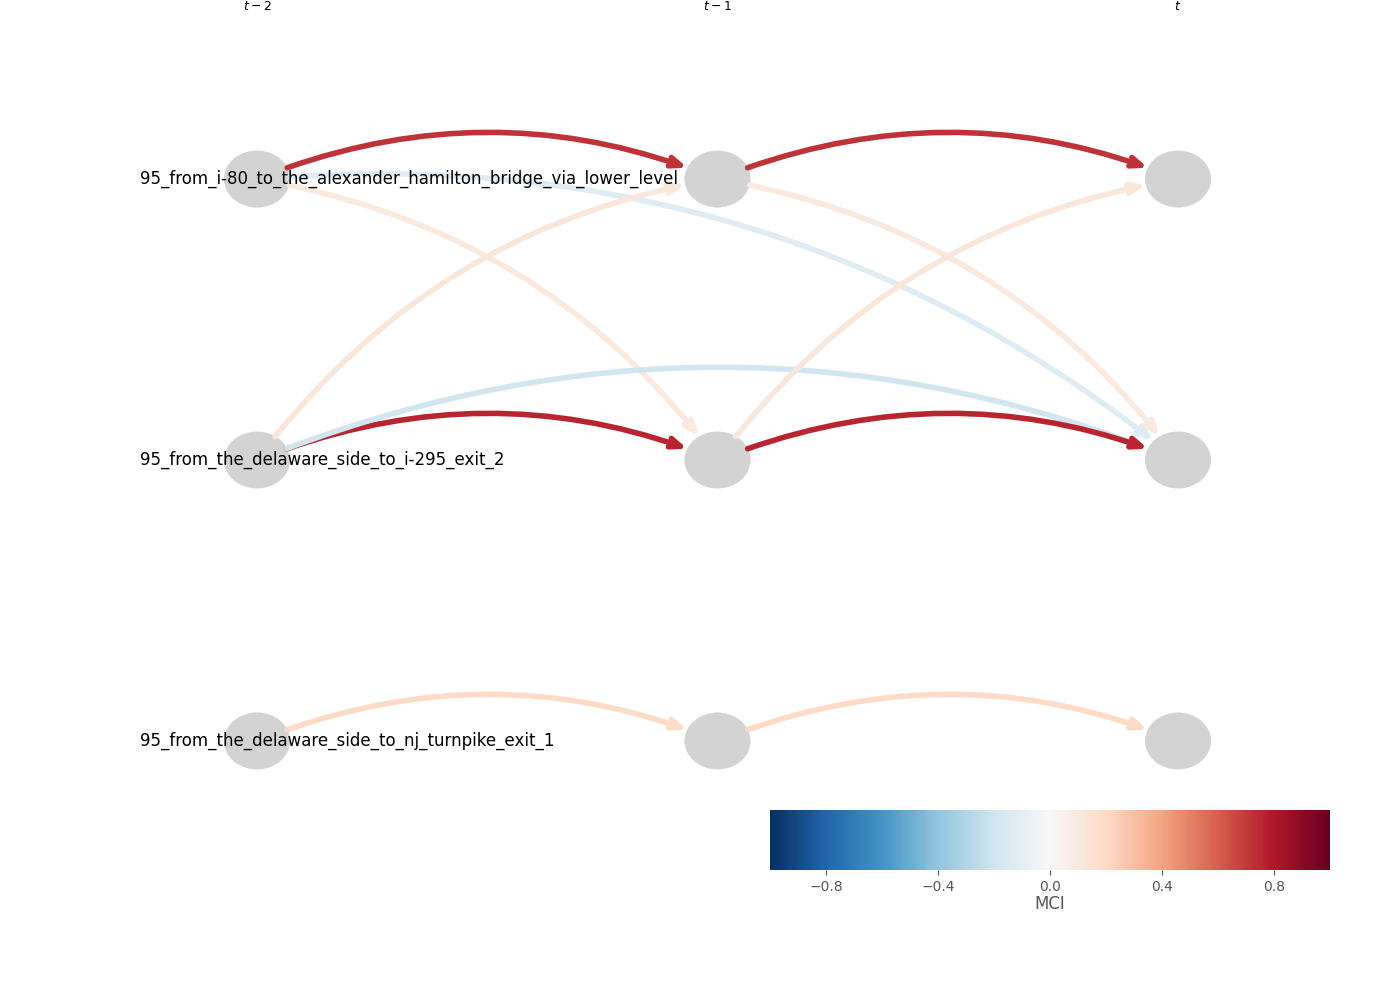 t − 2 t − 1 t
95_from_i-80_to_the_alexander_hamilton_bridge_via_lower_level
95_from_the_delaware_side_to_i-295_exit_2
95_from_the_delaware_side_to_nj_turnpike_exit_1
−0.8 −0.4 0.0 0.4 0.8
MCI